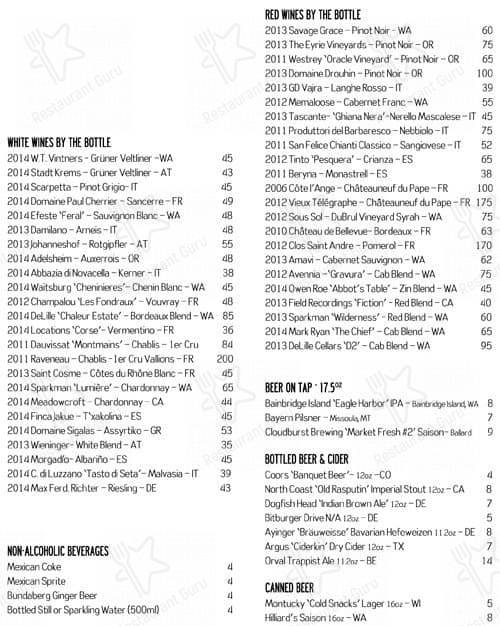 WHITE WINES BY THE BOTTLE
2014 W.T. Vintners - Grüner Veltliner -WA 45
2014 Stadt Krems - Grüner Veltliner - AT 43
2014 Scarpetta - Pinot Grigio- IT 45
2014 Domaine Paul Cherrier - Sancerre - FR 49
2014 Efeste 'Feral' - Sauvignon Blanc - WA 48
2013 Damilano - Arneis - IT 48
2013 Johanneshof - Rotgipfler - AT 55
2014 Adelsheim - Auxerrois - OR 48
2014 Abbazia di Novacella - Kerner - IT 38
2014 Waitsburg 'Cheninieres'- Chenin Blanc - WA 45
2012 Champalou 'Les Fondraux' - Vouvray - FR 48
2014 DeLille 'Chaleur Estate' - Bordeaux Blend - WA 85
2014 Locations 'Corse'- Vermentino - FR 36
2011 Dauvissat 'Montmains' - Chablis - 1er Cru 84
2011 Raveneau - Chablis -1er Cru Vallions - FR 200
2013 Saint Cosme - Côtes du Rhône Blanc - FR 45
2014 Sparkman 'Lumière' - Chardonnay - WA 65
2014 Meadowcroft - Chardonnay - CA 44
2014 Finca Jakue - T'xakolina - ES 45
2014 Domaine Sigalas - Assyrtiko - GR 53
2013 Weninger- White Blend - AT 35
2014 Morgadío- Albariño - ES 45
2014 C. di Luzzano 'Tasto di Seta'- Malvasia - IT 39
2014 Max Ferd. Richter - Riesling - DE 43
NON-ALCOHOLIC BEVERAGES
Mexican Coke 4
Mexican Sprite 4
Bundaberg Ginger Beer 4
Bottled Still or Sparkling Water (500ml) 4
RED WINES BY THE BOTTLE
2013 Savage Grace - Pinot Noir - WA 60
2013 The Eyrie Vineyards - Pinot Noir - OR 75
2011 Westrey 'Oracle Vineyard' - Pinot Noir - OR 65
2013 Domaine Drouhin - Pinot Noir - OR 100
2013 GD Vajra - Langhe Rosso - IT 39
2012 Memaloose - Cabernet Franc - WA 55
2013 Tascante- 'Ghiana Nera'-Nerello Mascalese - IT 45
2011 Produttori del Barbaresco - Nebbiolo - IT 75
2011 San Felice Chianti Classico - Sangiovese - IT 52
2012 Tinto 'Pesquera' - Crianza - ES 65
2011 Beryna - Monastrell - ES 38
2006 Côte l'Ange - Châteauneuf du Pape - FR 100
2012 Vieux Télégraphe - Châteauneuf du Pape - FR 175
2012 Sous Sol - DuBrul Vineyard Syrah - WA 75
2010 Château de Bellevue- Bordeaux - FR 63
2012 Clos Saint Andre - Pomerol - FR 170
2013 Amavi - Cabernet Sauvignon - WA 62
2012 Avennia -'Gravura' - Cab Blend - WA 75
2014 Owen Roe 'Abbot's Table' - Zin Blend - WA 45
2013 Field Recordings 'Fiction' - Red Blend - CA 40
2013 Sparkman 'Wilderness' - Red Blend - WA 60
2014 Mark Ryan 'The Chief' - Cab Blend - WA 65
2013 DeLille Cellars 'D2' - Cab Blend - WA 95
BEER ON TAP - 17.5oz
Bainbridge Island 'Eagle Harbor' IPA - Bainbridge Island, WA 8
Bayern Pilsner - Missoula, MT 7
Cloudburst Brewing 'Market Fresh #2' Saison- Ballard 9
BOTTLED BEER & CIDER
Coors 'Banquet Beer'- 12oz -CO 4
North Coast 'Old Rasputin' Imperial Stout 12oz - CA 8
Dogfish Head 'Indian Brown Ale' 12oz - DE 7
Bitburger Drive N/A 12oz - DE 5
Ayinger 'Bräuweisse' Bavarian Hefeweizen 11.2oz - DE 8
Argus 'Ciderkin' Dry Cider 12oz - TX 7
Orval Trappist Ale 11.2oz - BE 14
CANNED BEER
Montucky 'Cold Snacks' Lager 16oz - WI 5
Hilliard's Saison 16oz - WA 8